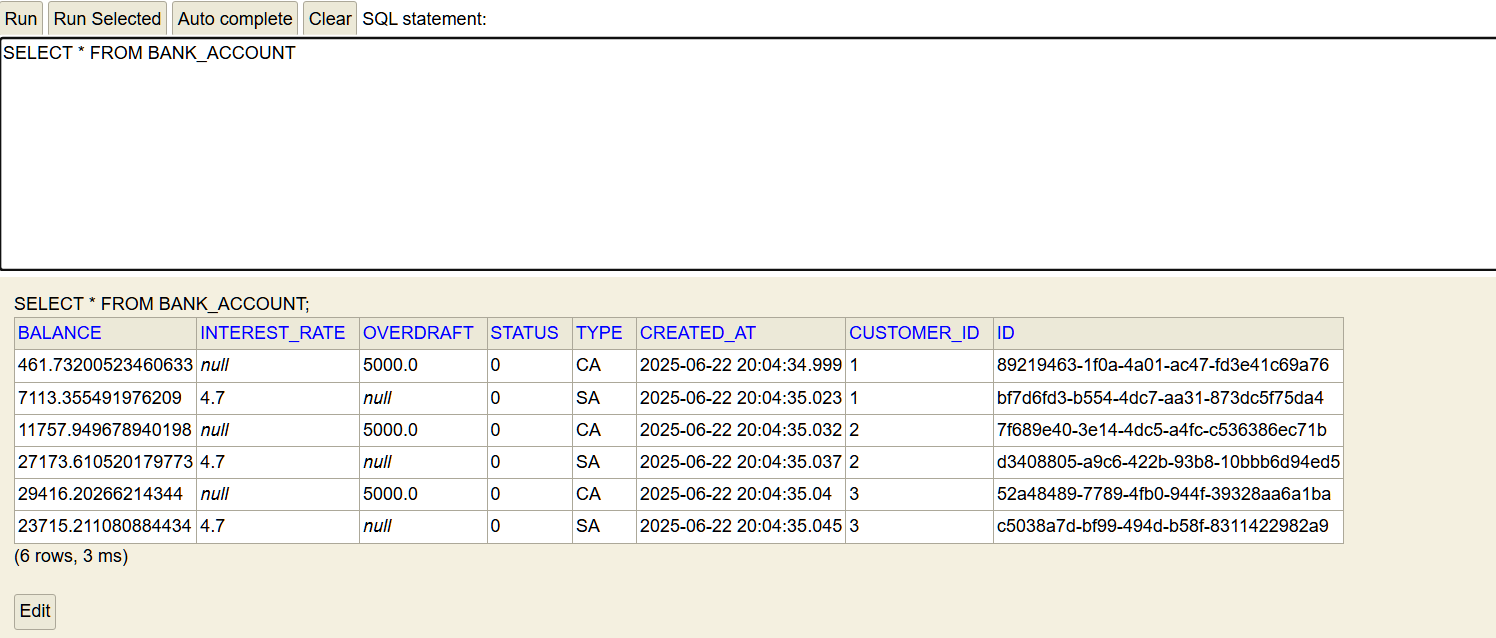 Run Run Selected Auto complete Clear SQL statement:
SELECT * FROM BANK_ACCOUNT
SELECT * FROM BANK_ACCOUNT;
BALANCE INTEREST_RATE OVERDRAFT STATUS TYPE CREATED_AT CUSTOMER_ID ID
461.73200523460633 null 5000.0 0 CA 2025-06-22 20:04:34.999 1 89219463-1f0a-4a01-ac47-fd3e41c69a76
7113.355491976209 4.7 null 0 SA 2025-06-22 20:04:35.023 1 bf7d6fd3-b554-4dc7-aa31-873dc5f75da4
11757.949678940198 null 5000.0 0 CA 2025-06-22 20:04:35.032 2 7f689e40-3e14-4dc5-a4fc-c536386ec71b
27173.610520179773 4.7 null 0 SA 2025-06-22 20:04:35.037 2 d3408805-a9c6-422b-93b8-10bbb6d94ed5
29416.20266214344 null 5000.0 0 CA 2025-06-22 20:04:35.04 3 52a48489-7789-4fb0-944f-39328aa6a1ba
23715.211080884434 4.7 null 0 SA 2025-06-22 20:04:35.045 3 c5038a7d-bf99-494d-b58f-8311422982a9
(6 rows, 3 ms)
Edit